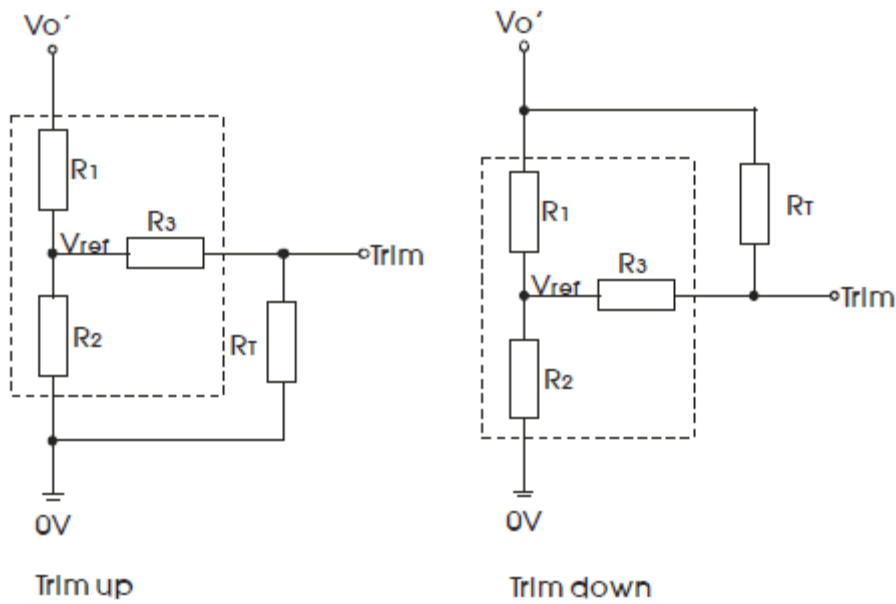 Vo'
R1
R3
Vref
Trim
R2
RT
0V
Trim up
Vo'
R1
RT
R3
Vref
Trim
R2
0V
Trim down